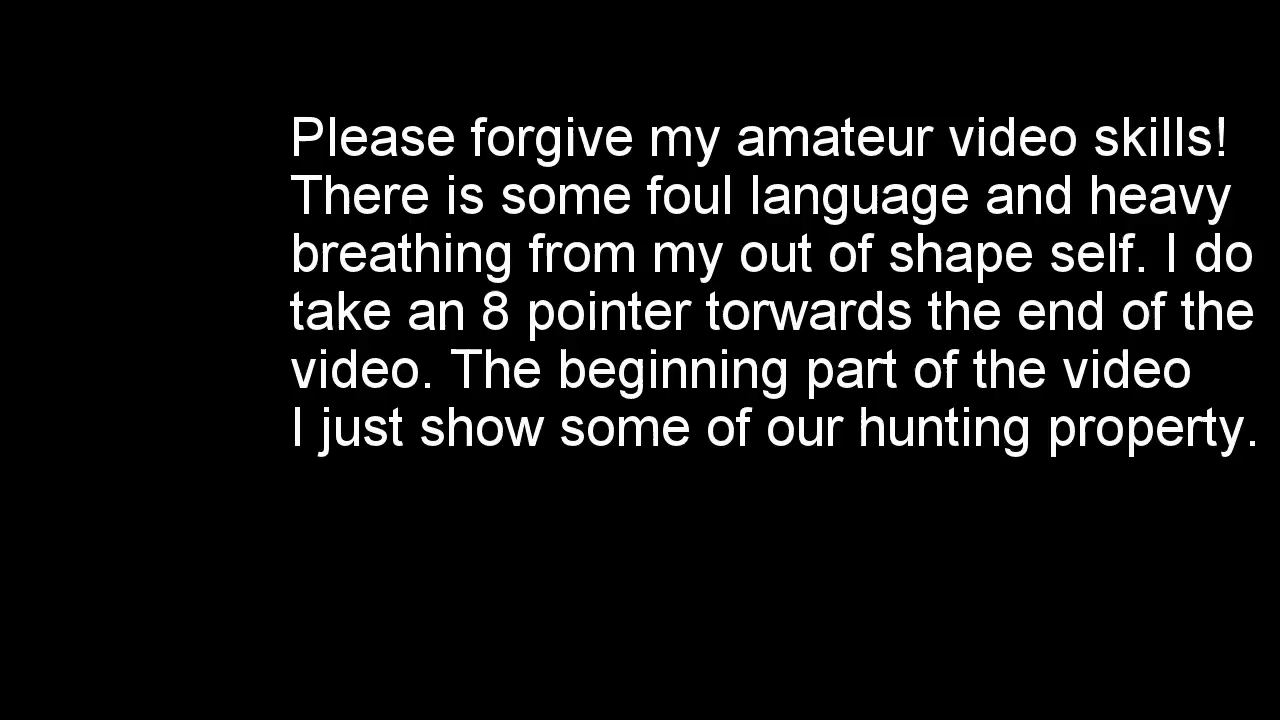 Please forgive my amateur video skills!
There is some foul language and heavy
breathing from my out of shape self. I do
take an 8 pointer torwards the end of the
video. The beginning part of the video
I just show some of our hunting property.